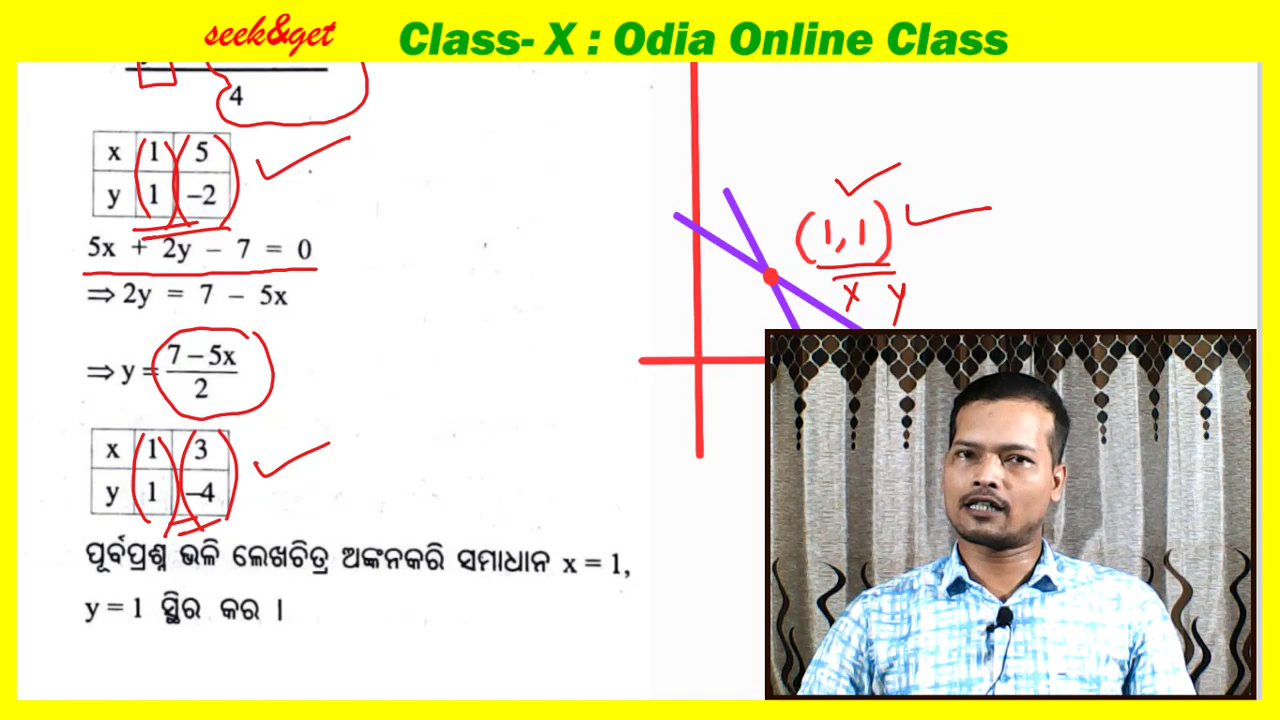 seek&get
Class- X : Odia Online Class
4
x 1 5
y 1 –2
5x + 2y – 7 = 0
⇒ 2y = 7 – 5x
⇒ y = 7 – 5x
2
x 1 3
y 1 –4
ପୂର୍ବପ୍ରଶ୍ନ ଭଳି ଲେଖଚିତ୍ର ଅଙ୍କନକରି ସମାଧାନ x = 1,
y = 1 ସ୍ଥିର କର ।
(1, 1)
x y